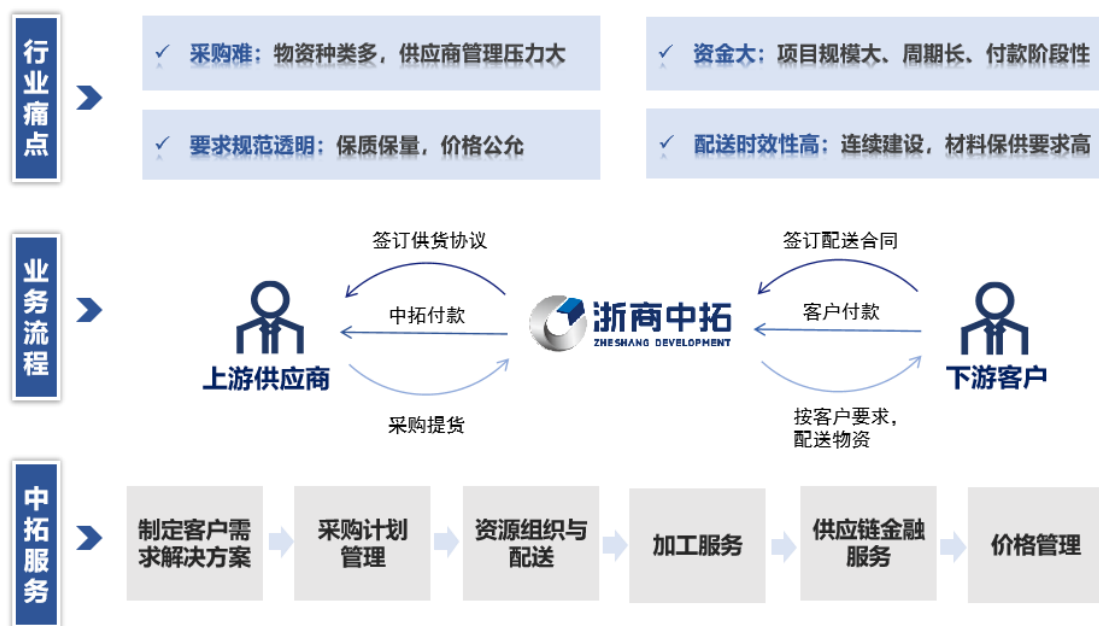 行业痛点
✓ 采购难：物资种类多，供应商管理压力大
✓ 资金大：项目规模大、周期长、付款阶段性
✓ 要求规范透明：保质保量，价格公允
✓ 配送时效性高：连续建设，材料保供要求高
业务流程
签订供货协议
签订配送合同
中拓付款
浙商中拓
ZHESHANG DEVELOPMENT
客户付款
上游供应商
下游客户
采购提货
按客户要求，
配送物资
中拓服务
制定客户需
求解决方案
采购计划
管理
资源组织与
配送
加工服务
供应链金融
服务
价格管理